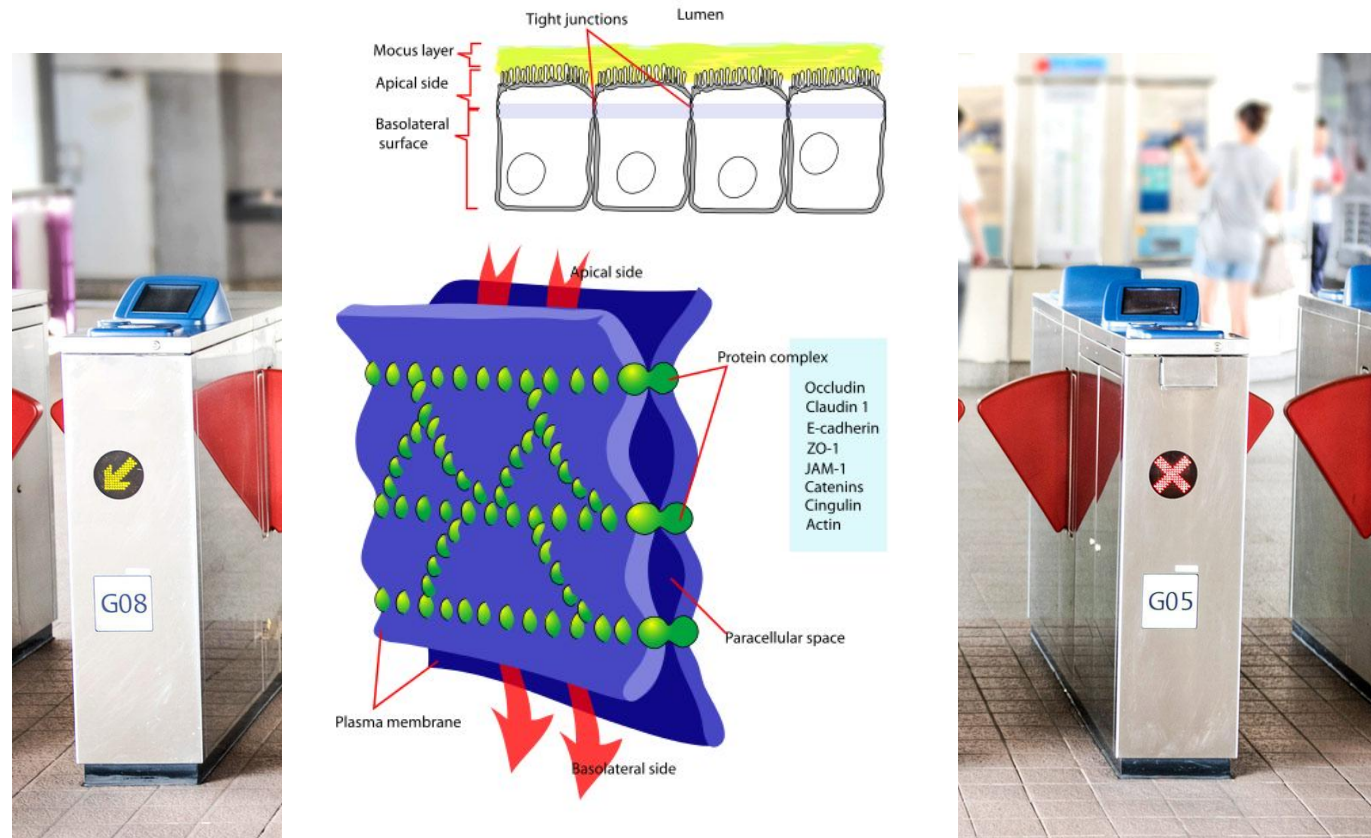 Tight junctions
Lumen
Mocus layer
Apical side
Basolateral
surface
Apical side
Protein complex
Occludin
Claudin 1
E-cadherin
ZO-1
JAM-1
Catenins
Cingulin
Actin
Paracellular space
Plasma membrane
Basolateral side
G08
G05